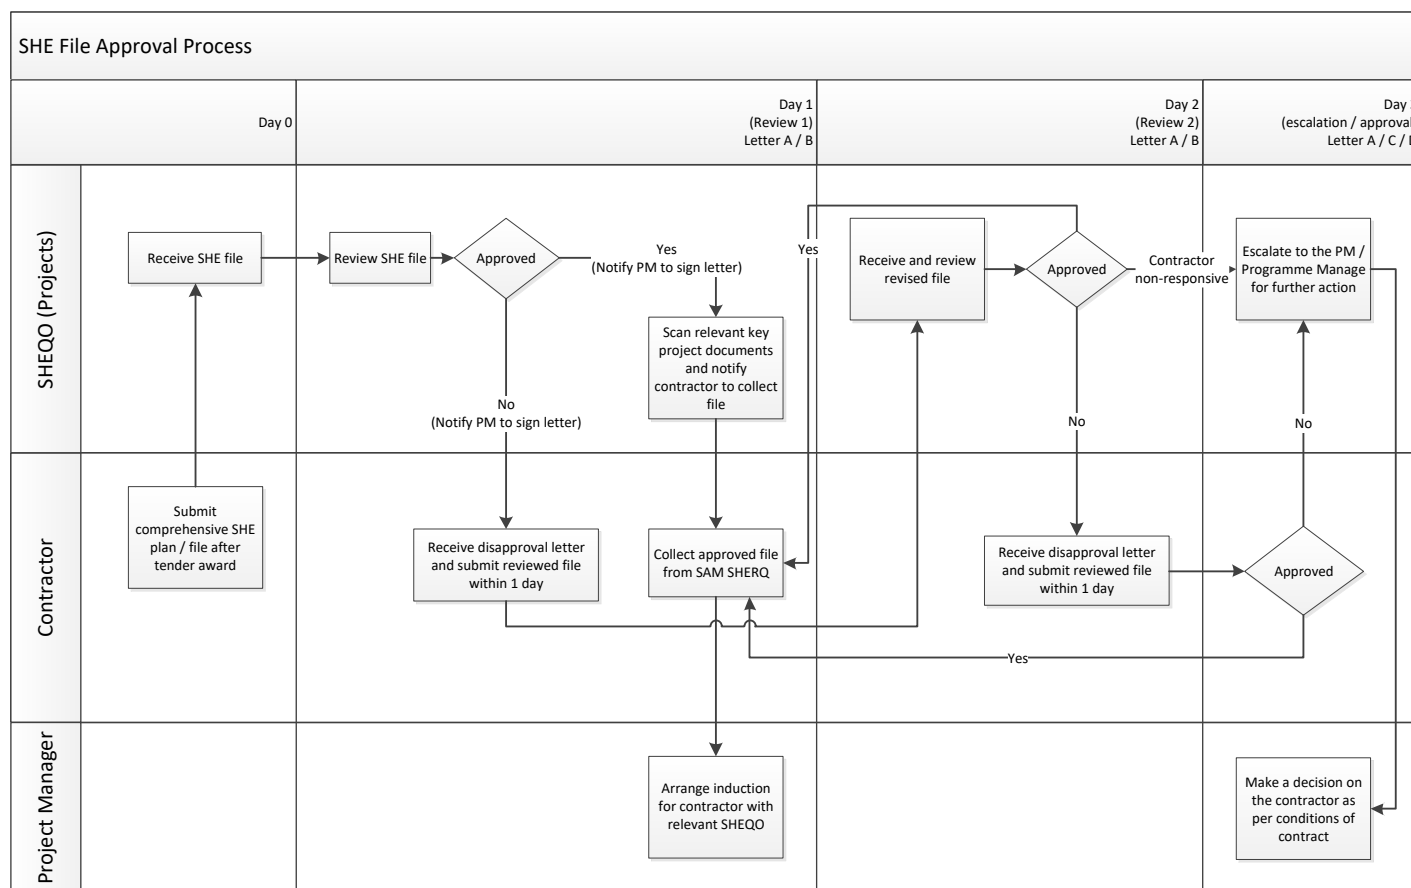 SHE File Approval Process
Day 0
Day 1
(Review 1)
Letter A / B
Day 2
(Review 2)
Letter A / B
Day
(escalation / approval
Letter A / C /
SHEQO (Projects)
Receive SHE file
Review SHE file
Approved
Yes
(Notify PM to sign letter)
Scan relevant key
project documents
and notify
contractor to collect
file
No
(Notify PM to sign letter)
Yes
Receive and review
revised file
Approved
Contractor
non-responsive
Escalate to the PM /
Programme Manage
for further action
No
No
Contractor
Submit
comprehensive SHE
plan / file after
tender award
Receive disapproval letter
and submit reviewed file
within 1 day
Collect approved file
from SAM SHERQ
Receive disapproval letter
and submit reviewed file
within 1 day
Approved
Yes
Project Manager
Arrange induction
for contractor with
relevant SHEQO
Make a decision on
the contractor as
per conditions of
contract